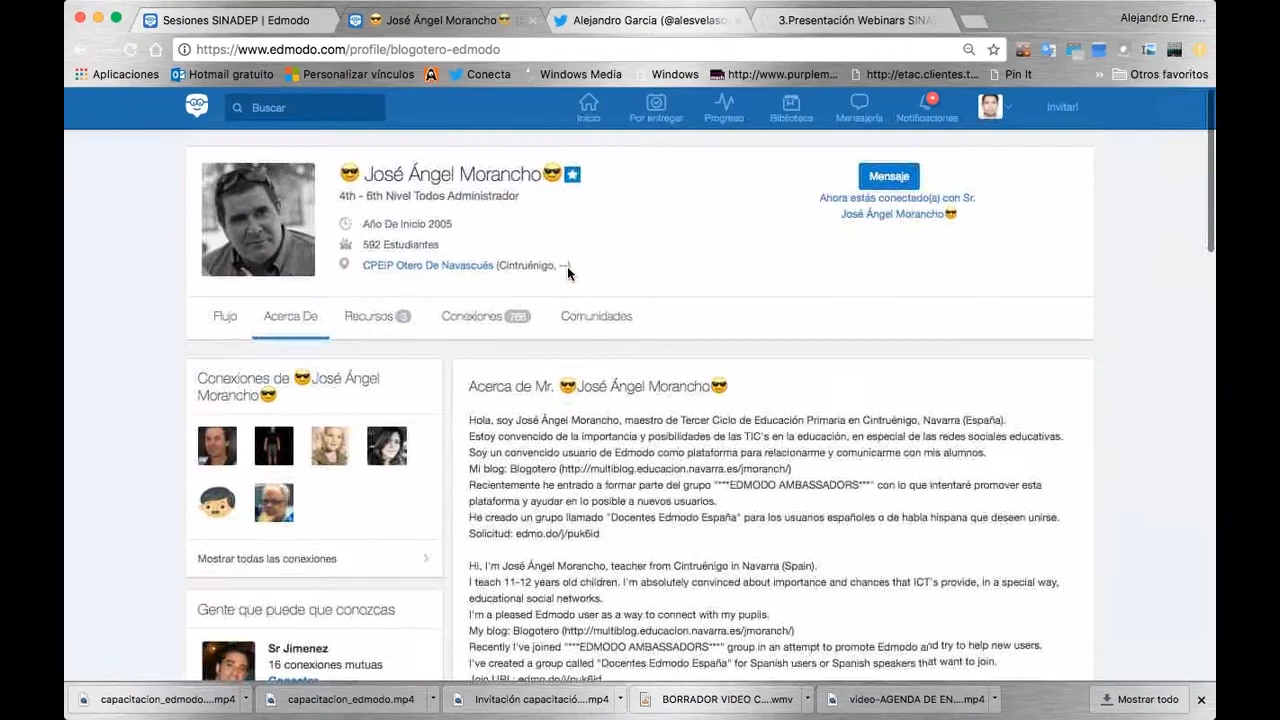 Sesiones SINADEP | Edmodo
😎 José Ángel Morancho 😎
Alejandro Garcia (@alesvelasc
3.Presentación Webinars SINA
Alejandro Erne...
https://www.edmodo.com/profile/blogotero-edmodo
Aplicaciones
Hotmail gratuito
Personalizar vínculos
Conecta
Windows Media
Windows
http://www.purplem...
http://etac.clientes.t...
Pin It
»
Otros favoritos
Buscar
Inicio
Por entregar
Progreso
Biblioteca
Mensajería
Notificaciones
Invitar!
😎 José Ángel Morancho😎
4th - 6th Nivel Todos Administrador
Año De Inicio 2005
592 Estudiantes
CPEIP Otero De Navascués (Cintruénigo, --)
Mensaje
Ahora estás conectado(a) con Sr.
José Ángel Morancho😎
Flujo
Acerca De
Recursos 3
Conexiones
Comunidades
Conexiones de 😎José Ángel
Morancho😎
Mostrar todas las conexiones
Gente que puede que conozcas
Sr Jimenez
16 conexiones mutuas
Conectar
Acerca de Mr. 😎José Ángel Morancho😎
Hola, soy José Ángel Morancho, maestro de Tercer Ciclo de Educación Primaria en Cintruénigo, Navarra (España).
Estoy convencido de la importancia y posibilidades de las TIC's en la educación, en especial de las redes sociales educativas.
Soy un convencido usuario de Edmodo como plataforma para relacionarme y comunicarme con mis alumnos.
Mi blog: Blogotero (http://multiblog.educacion.navarra.es/jmoranch/)
Recientemente he entrado a formar parte del grupo "***EDMODO AMBASSADORS***" con lo que intentaré promover esta
plataforma y ayudar en lo posible a nuevos usuarios.
He creado un grupo llamado "Docentes Edmodo España" para los usuarios españoles o de habla hispana que deseen unirse.
Solicitud: edmo.do/j/puk6id
Hi, I'm José Ángel Morancho, teacher from Cintruénigo in Navarra (Spain).
I teach 11-12 years old children. I'm absolutely convinced about importance and chances that ICT's provide, in a special way,
educational social networks.
I'm a pleased Edmodo user as a way to connect with my pupils.
My blog: Blogotero (http://multiblog.educacion.navarra.es/jmoranch/)
Recently I've joined "***EDMODO AMBASSADORS***" group in an attempt to promote Edmodo and try to help new users.
I've created a group called "Docentes Edmodo España" for Spanish users or Spanish speakers that want to join.
Join URL: edmo.do/j/puk6id
capacitacion_edmodo....mp4
capacitacion_edmodo.mp4
Invitación capacitació....mp4
BORRADOR VIDEO C....wmv
video-AGENDA DE EN....mp4
Mostrar todo